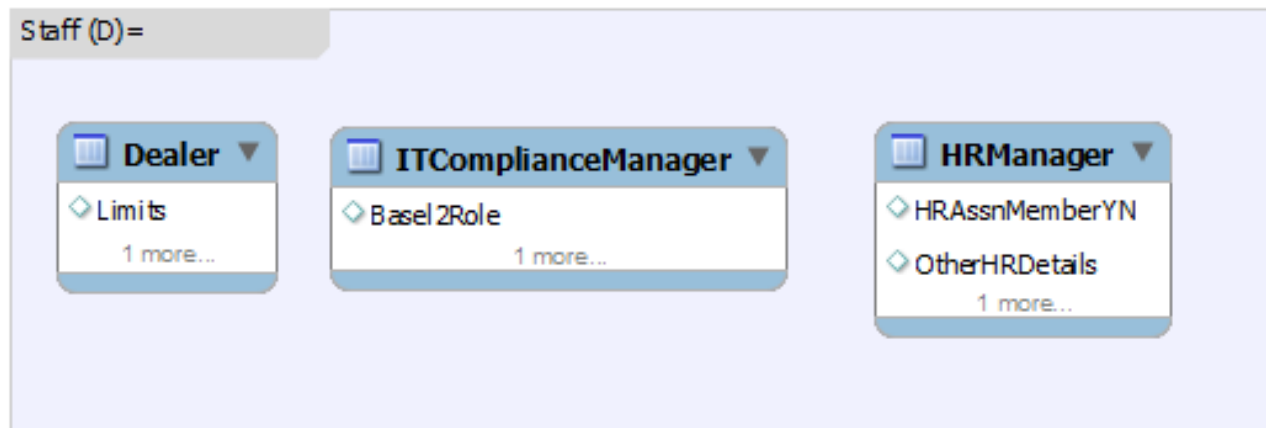 Staff (D)=
Dealer
Limits
1 more...
ITComplianceManager
Basel2Role
1 more...
HRManager
HRAssnMemberYN
OtherHRDetails
1 more...